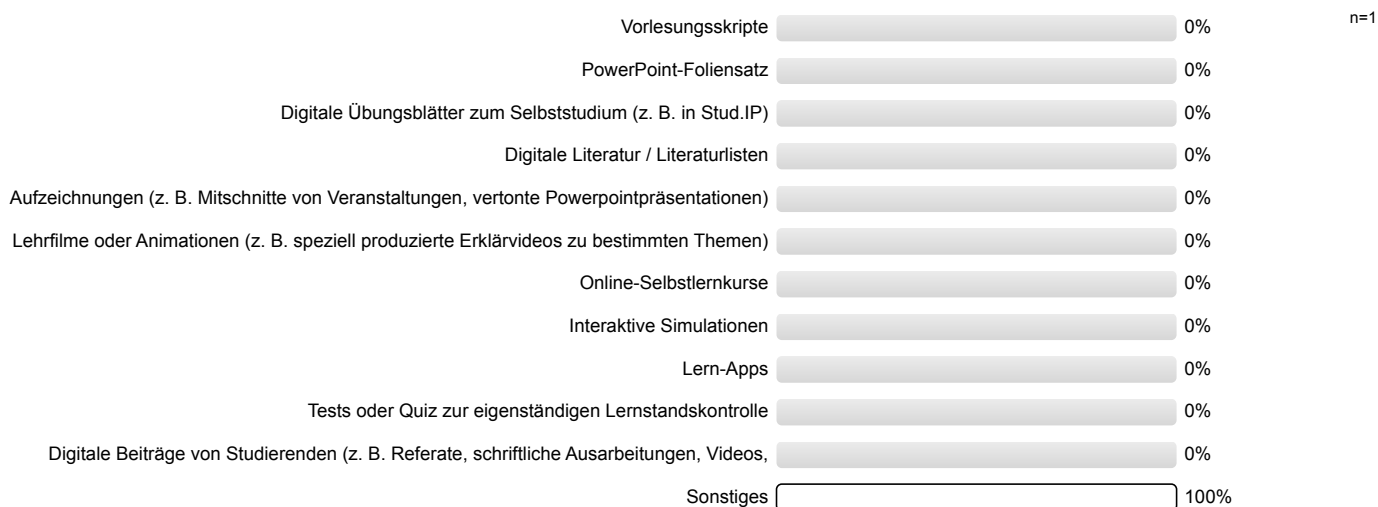 n=1
Vorlesungsskripte 0%
PowerPoint-Foliensatz 0%
Digitale Übungsblätter zum Selbststudium (z. B. in Stud.IP) 0%
Digitale Literatur / Literaturlisten 0%
Aufzeichnungen (z. B. Mitschnitte von Veranstaltungen, vertonte Powerpointpräsentationen) 0%
Lehrfilme oder Animationen (z. B. speziell produzierte Erklärvideos zu bestimmten Themen) 0%
Online-Selbstlernkurse 0%
Interaktive Simulationen 0%
Lern-Apps 0%
Tests oder Quiz zur eigenständigen Lernstandskontrolle 0%
Digitale Beiträge von Studierenden (z. B. Referate, schriftliche Ausarbeitungen, Videos, 0%
Sonstiges 100%